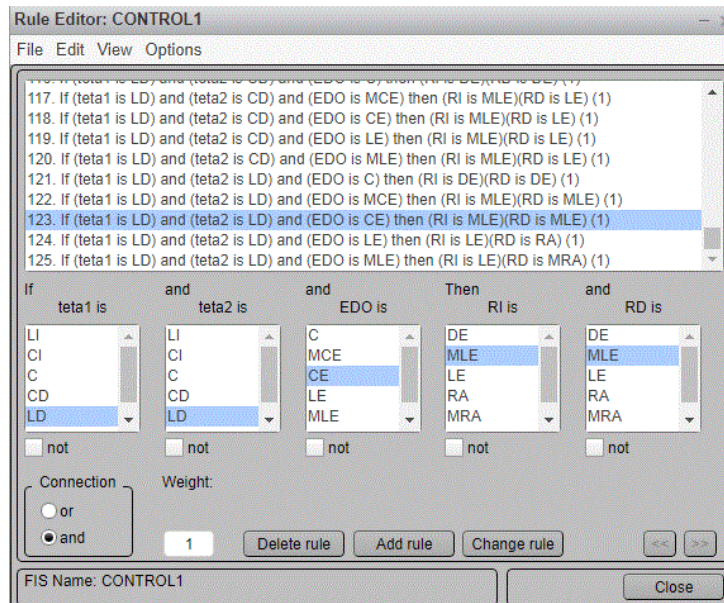 Rule Editor: CONTROL1
File Edit View Options
117. If (teta1 is LD) and (teta2 is CD) and (EDO is MCE) then (RI is MLE)(RD is LE) (1)
118. If (teta1 is LD) and (teta2 is CD) and (EDO is CE) then (RI is MLE)(RD is LE) (1)
119. If (teta1 is LD) and (teta2 is CD) and (EDO is LE) then (RI is MLE)(RD is LE) (1)
120. If (teta1 is LD) and (teta2 is CD) and (EDO is MLE) then (RI is MLE)(RD is LE) (1)
121. If (teta1 is LD) and (teta2 is LD) and (EDO is C) then (RI is DE)(RD is DE) (1)
122. If (teta1 is LD) and (teta2 is LD) and (EDO is MCE) then (RI is MLE)(RD is MLE) (1)
123. If (teta1 is LD) and (teta2 is LD) and (EDO is CE) then (RI is MLE)(RD is MLE) (1)
124. If (teta1 is LD) and (teta2 is LD) and (EDO is LE) then (RI is LE)(RD is RA) (1)
125. If (teta1 is LD) and (teta2 is LD) and (EDO is MLE) then (RI is LE)(RD is MRA) (1)
If and and Then and
teta1 is teta2 is EDO is RI is RD is
LI LI C DE DE
CI CI MCE MLE MLE
C C CE LE LE
CD CD LE RA RA
LD LD MLE MRA MRA
not not not not not
Connection Weight:
or
and 1 Delete rule Add rule Change rule << >>
FIS Name: CONTROL1 Close